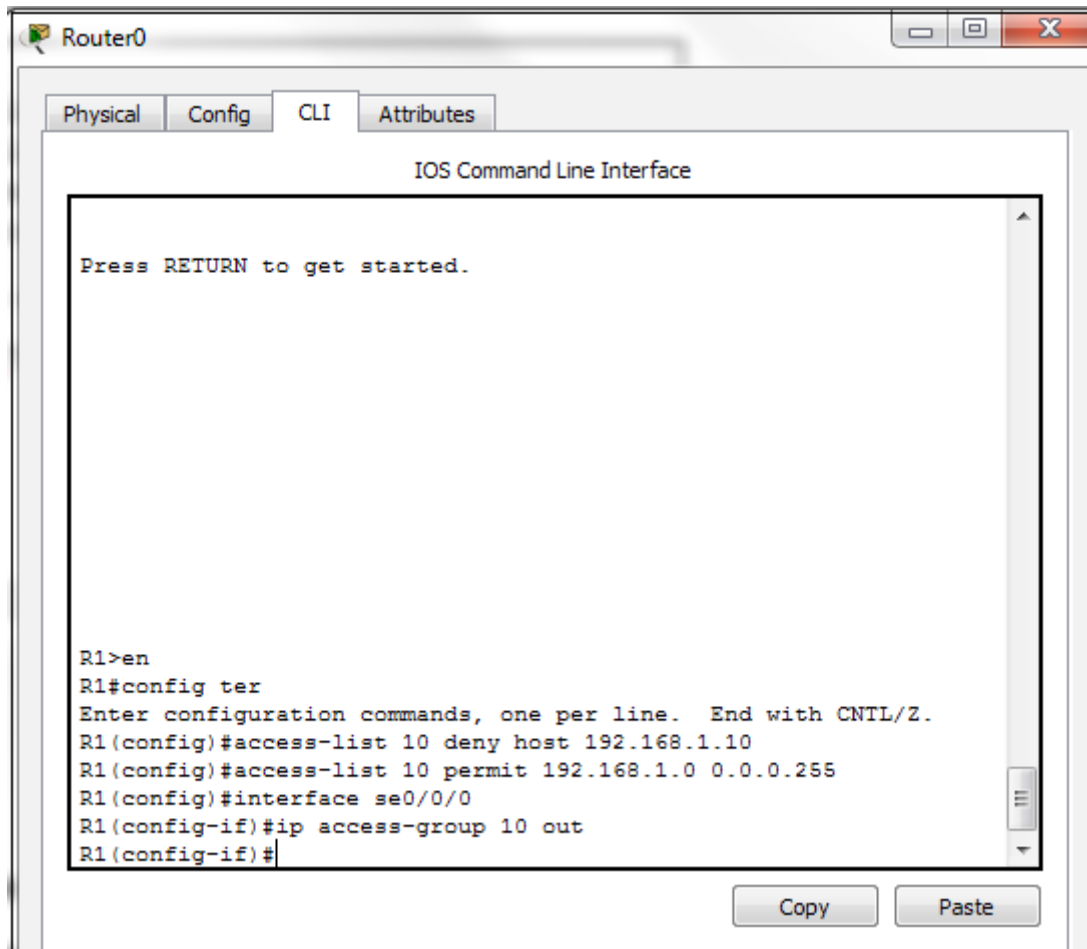 Router0
Physical Config CLI Attributes
IOS Command Line Interface
Press RETURN to get started.
R1>en
R1#config ter
Enter configuration commands, one per line.  End with CNTL/Z.
R1(config)#access-list 10 deny host 192.168.1.10
R1(config)#access-list 10 permit 192.168.1.0 0.0.0.255
R1(config)#interface se0/0/0
R1(config-if)#ip access-group 10 out
R1(config-if)#
Copy Paste